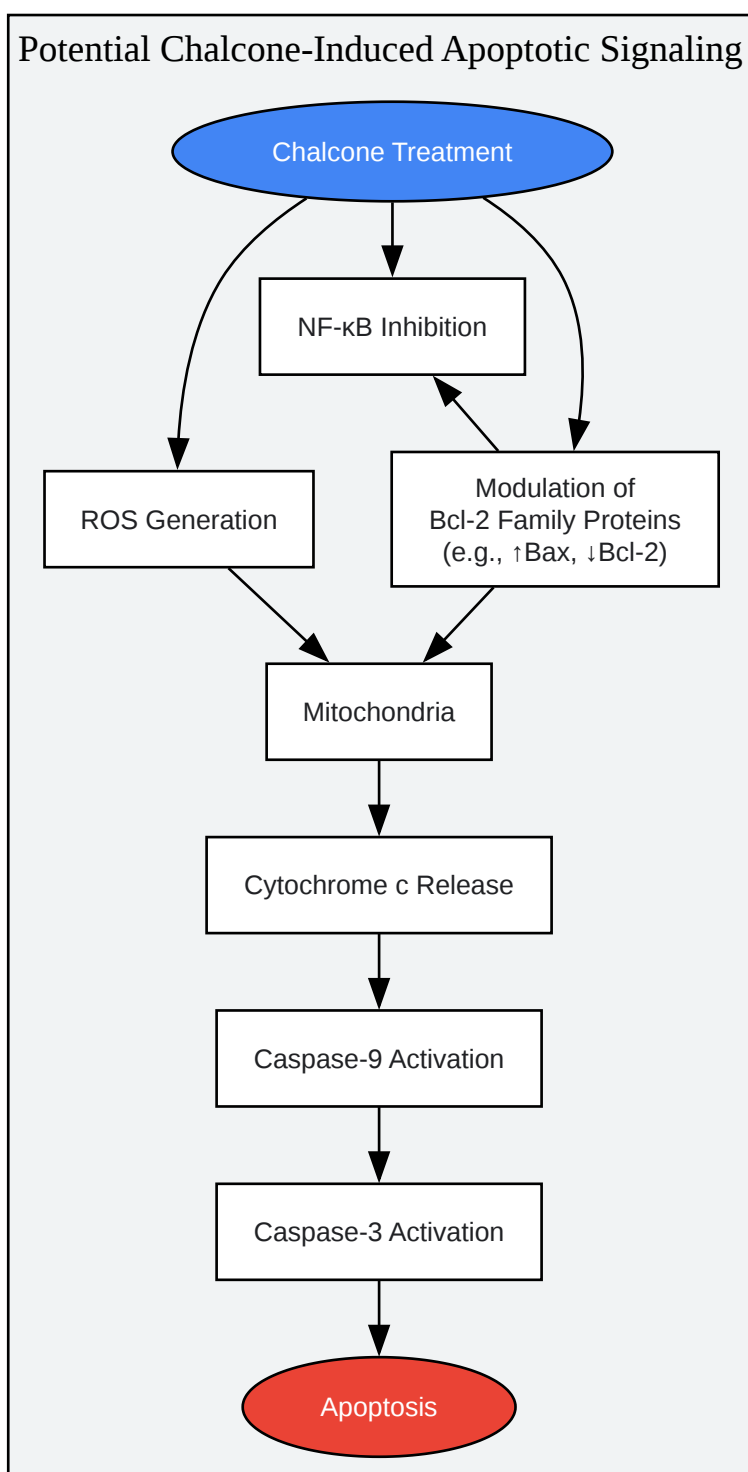 Potential Chalcone-Induced Apoptotic Signaling
Chalcone Treatment
NF-κB Inhibition
ROS Generation
Modulation of
Bcl-2 Family Proteins
(e.g., ↑Bax, ↓Bcl-2)
Mitochondria
Cytochrome c Release
Caspase-9 Activation
Caspase-3 Activation
Apoptosis